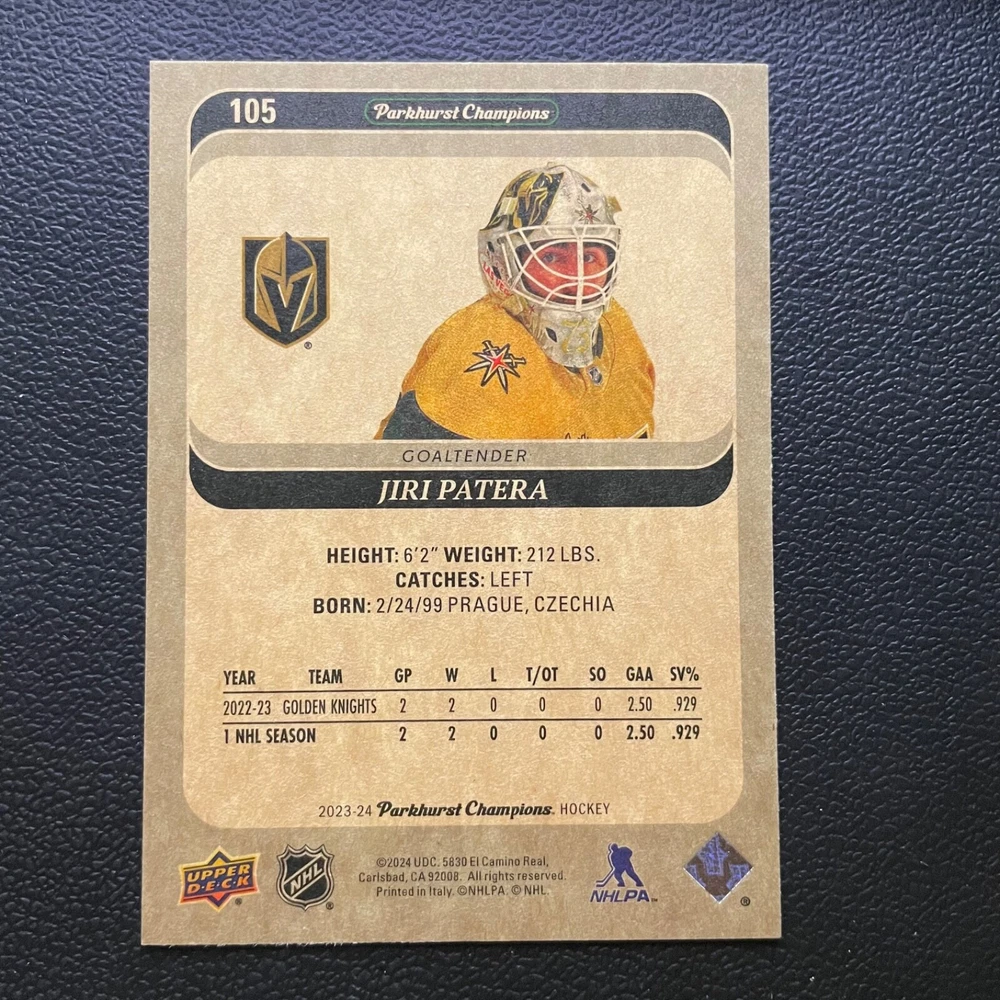 105 Parkhurst Champions
®
GOALTENDER
JIRI PATERA
HEIGHT: 6'2" WEIGHT: 212 LBS.
CATCHES: LEFT
BORN: 2/24/99 PRAGUE, CZECHIA
YEAR TEAM GP W L T/OT SO GAA SV%
2022-23 GOLDEN KNIGHTS 2 2 0 0 0 2.50 .929
1 NHL SEASON 2 2 0 0 0 2.50 .929
2023-24 Parkhurst Champions. HOCKEY
UPPER
D·E·C·K ®
NHL ®
©2024 UDC. 5830 El Camino Real,
Carlsbad, CA 92008. All rights reserved.
Printed in Italy. ©NHLPA. © NHL.
NHLPA™
®